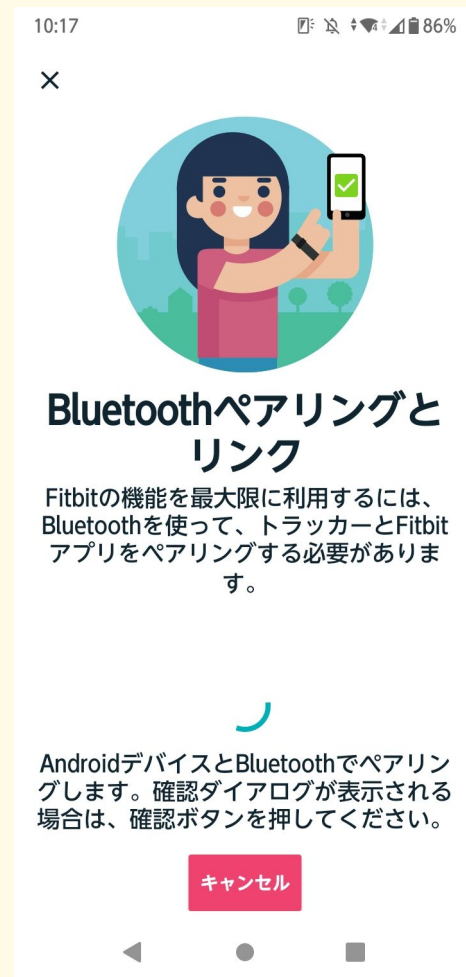 10:17
86%
Bluetoothペアリングと
リンク
Fitbitの機能を最大限に利用するには、
Bluetoothを使って、トラッカーとFitbit
アプリをペアリングする必要がありま
す。
AndroidデバイスとBluetoothでペアリン
グします。確認ダイアログが表示される
場合は、確認ボタンを押してください。
キャンセル